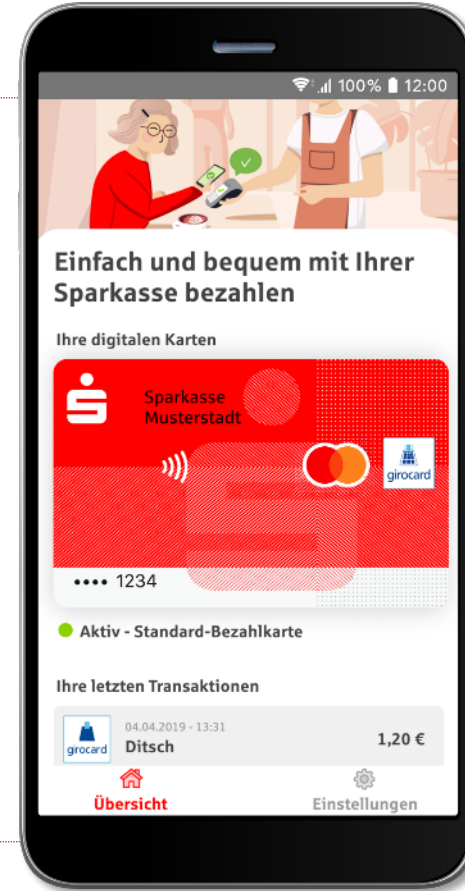 100% 12:00
Einfach und bequem mit Ihrer
Sparkasse bezahlen
Ihre digitalen Karten
Sparkasse
Musterstadt
girocard
•••• 1234
Aktiv - Standard-Bezahlkarte
Ihre letzten Transaktionen
04.04.2019 - 13:31
girocard Ditsch 1,20 €
Übersicht Einstellungen